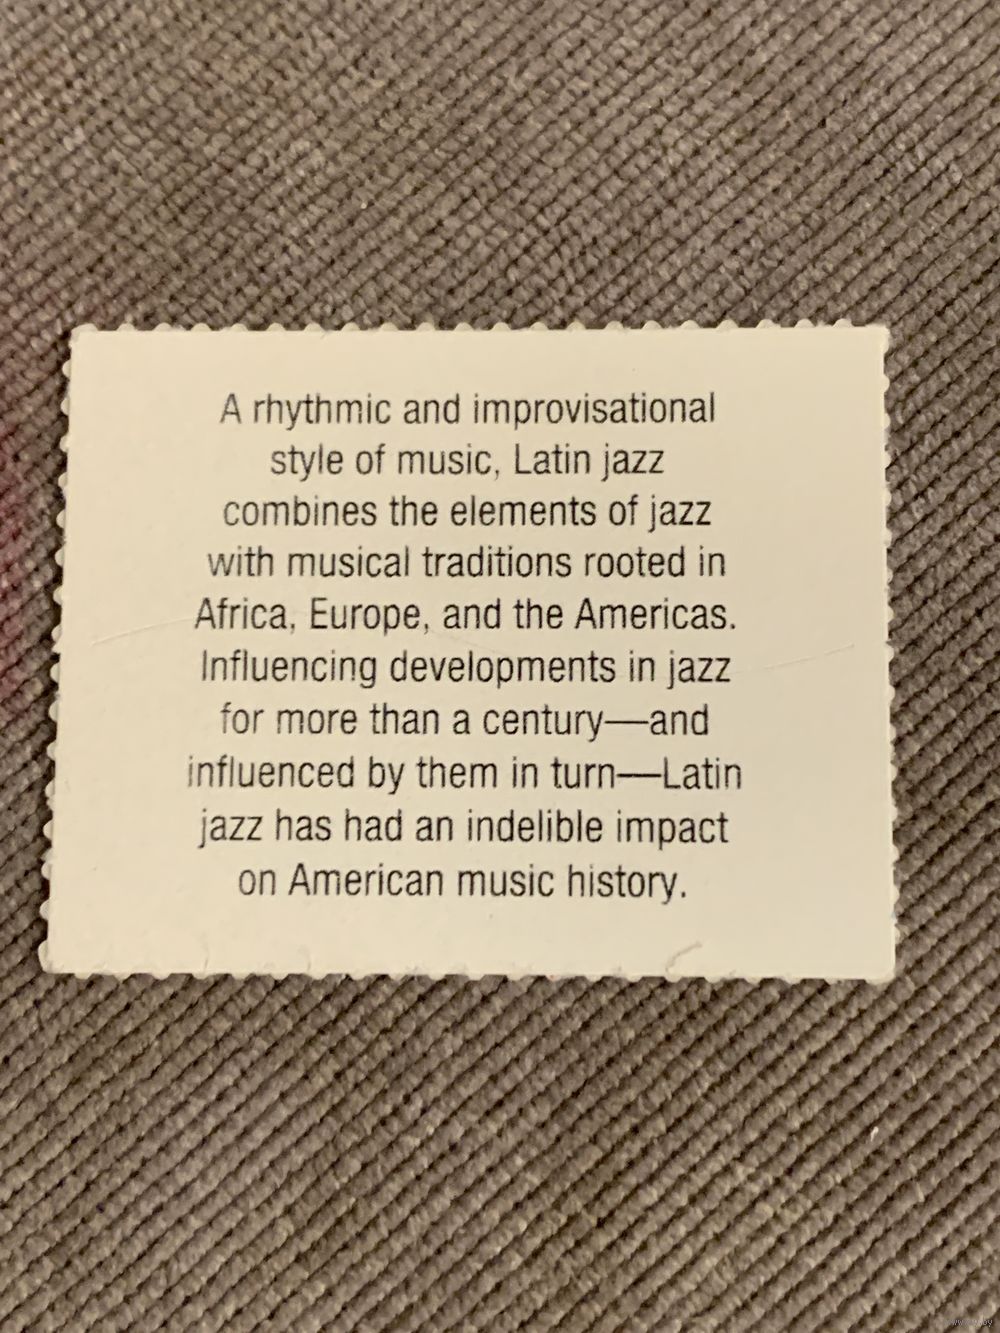 A rhythmic and improvisational
style of music, Latin jazz
combines the elements of jazz
with musical traditions rooted in
Africa, Europe, and the Americas.
Influencing developments in jazz
for more than a century—and
influenced by them in turn—Latin
jazz has had an indelible impact
on American music history.